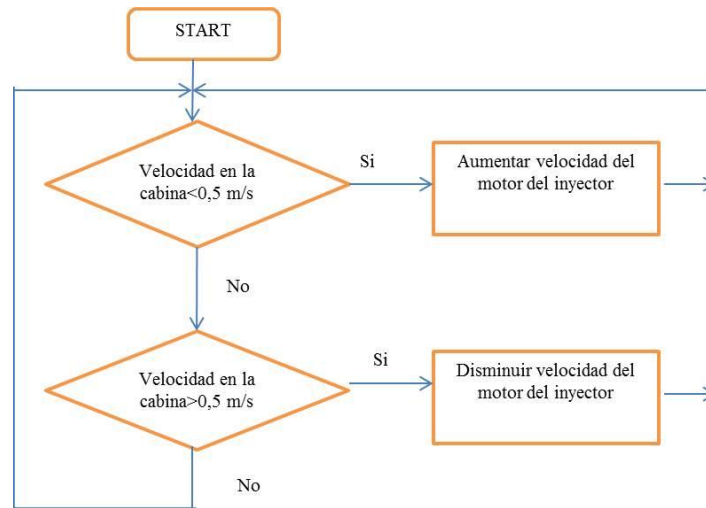 START
Velocidad en la
cabina<0,5 m/s
Si
Aumentar velocidad del
motor del inyector
No
Velocidad en la
cabina>0,5 m/s
Si
Disminuir velocidad del
motor del inyector
No